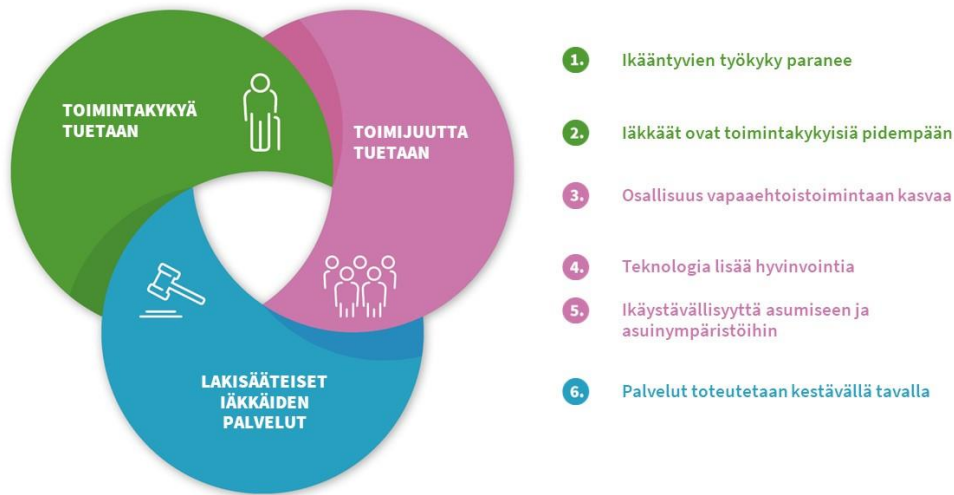 TOIMINTAKYKYÄ
TUETAAN
TOIMIJUUTTA
TUETAAN
LAKISÄÄTEISET
IÄKKÄIDEN
PALVELUT
1. Ikääntyvien työkyky paranee
2. Iäkkäät ovat toimintakykyisiä pidempään
3. Osallisuus vapaaehtoistoimintaan kasvaa
4. Teknologia lisää hyvinvointia
5. Ikäystävällisyyttä asumiseen ja
asuinympäristöihin
6. Palvelut toteutetaan kestävällä tavalla